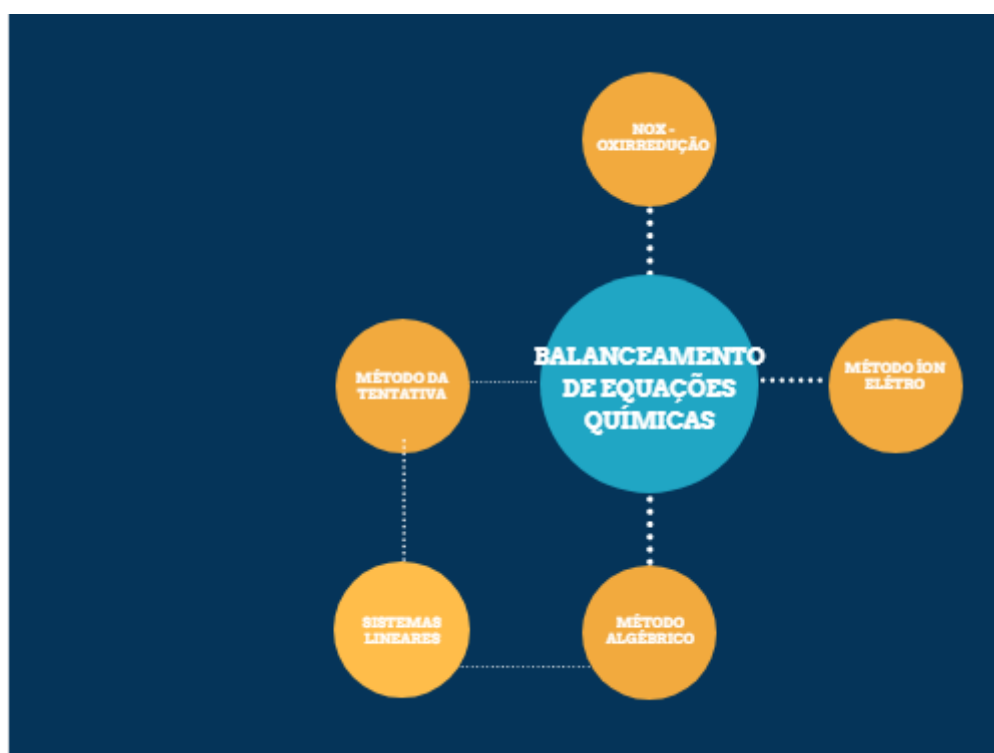 NOX -
OXIRREDUÇÃO
BALANCEAMENTO
DE EQUAÇÕES
QUÍMICAS
MÉTODO DA
TENTATIVA
MÉTODO ÍON
ELÉTRO
SISTEMAS
LINEARES
MÉTODO
ALGÉBRICO